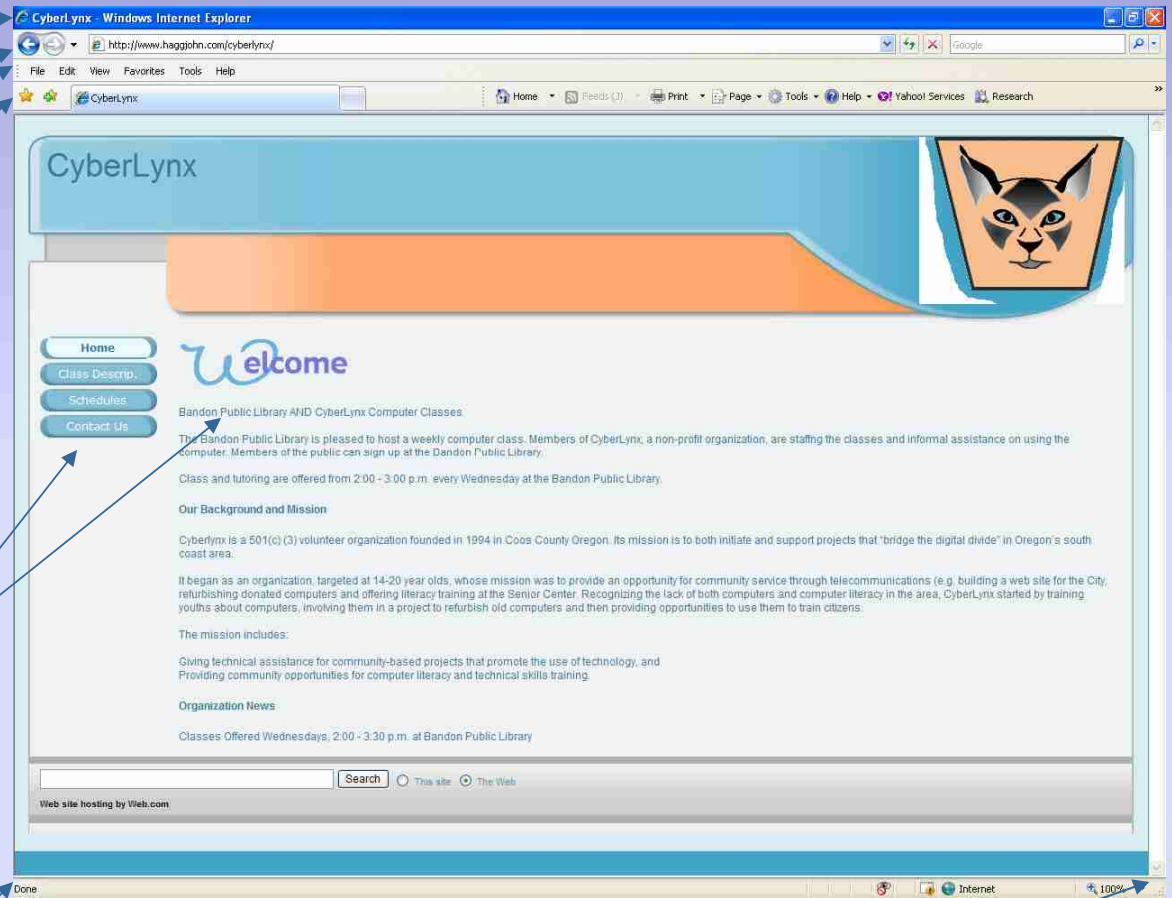 CyberLynx - Windows Internet Explorer
http://www.haggjohn.com/cyberlynx/
Google
File Edit View Favorites Tools Help
CyberLynx
Home Feeds (J) Print Page Tools Help Yahoo! Services Research »
CyberLynx
Home
Class Descrip.
Schedules
Contact Us
Welcome
Bandon Public Library AND CyberLynx Computer Classes
The Bandon Public Library is pleased to host a weekly computer class. Members of CyberLynx, a non-profit organization, are staffing the classes and informal assistance on using the
computer. Members of the public can sign up at the Bandon Public Library.
Class and tutoring are offered from 2:00 - 3:00 p.m. every Wednesday at the Bandon Public Library.
Our Background and Mission
Cyberlynx is a 501(c) (3) volunteer organization founded in 1994 in Coos County Oregon. Its mission is to both initiate and support projects that "bridge the digital divide" in Oregon's south
coast area.
It began as an organization, targeted at 14-20 year olds, whose mission was to provide an opportunity for community service through telecommunications (e.g. building a web site for the City,
refurbishing donated computers and offering literacy training at the Senior Center. Recognizing the lack of both computers and computer literacy in the area, CyberLynx started by training
youths about computers, involving them in a project to refurbish old computers and then providing opportunities to use them to train citizens.
The mission includes:
Giving technical assistance for community-based projects that promote the use of technology, and
Providing community opportunities for computer literacy and technical skills training.
Organization News
Classes Offered Wednesdays, 2:00 - 3:30 p.m. at Bandon Public Library
Search This site The Web
Web site hosting by Web.com
Done Internet 100%